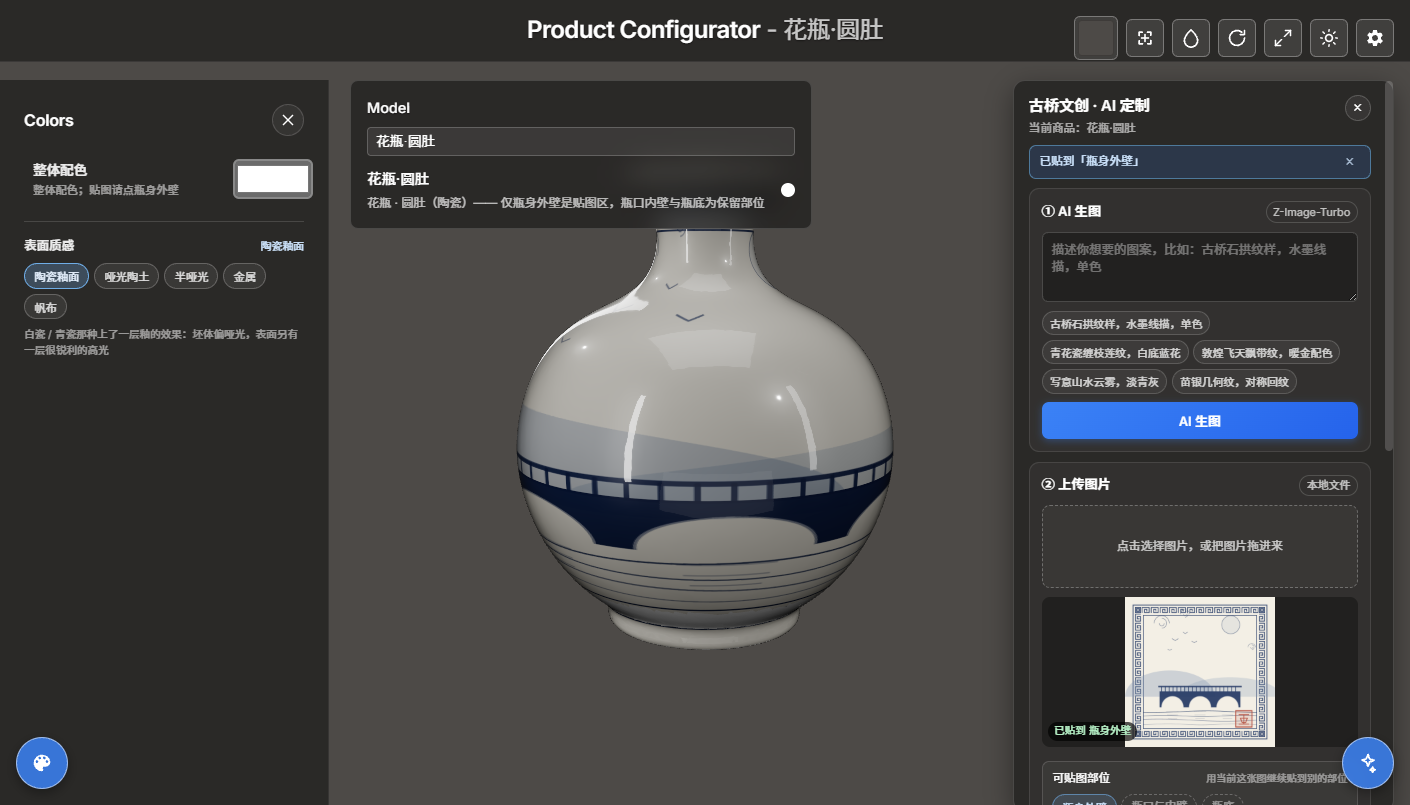 Product Configurator - 花瓶·圆肚
Colors
整体配色
整体配色；贴图请点瓶身外壁
表面质感
陶瓷釉面
陶瓷釉面
哑光陶土
半哑光
金属
帆布
白瓷 / 青瓷那种上了一层釉的效果：坯体偏哑光，表面另有
一层很锐利的高光
Model
花瓶·圆肚
花瓶·圆肚
花瓶 · 圆肚（陶瓷）—— 仅瓶身外壁是贴图区，瓶口内壁与瓶底为保留部位
古桥文创 · AI 定制
当前商品：花瓶·圆肚
已贴到「瓶身外壁」
① AI 生图
Z-Image-Turbo
描述你想要的图案，比如：古桥石拱纹样，水墨线
描，单色
古桥石拱纹样，水墨线描，单色
青花瓷缠枝莲纹，白底蓝花
敦煌飞天飘带纹，暖金配色
写意山水云雾，淡青灰
苗银几何纹，对称回纹
AI 生图
② 上传图片
本地文件
点击选择图片，或把图片拖进来
已贴到 瓶身外壁
可贴图部位
用当前这张图继续贴到别的部位
瓶身外壁
瓶口与内壁
瓶底